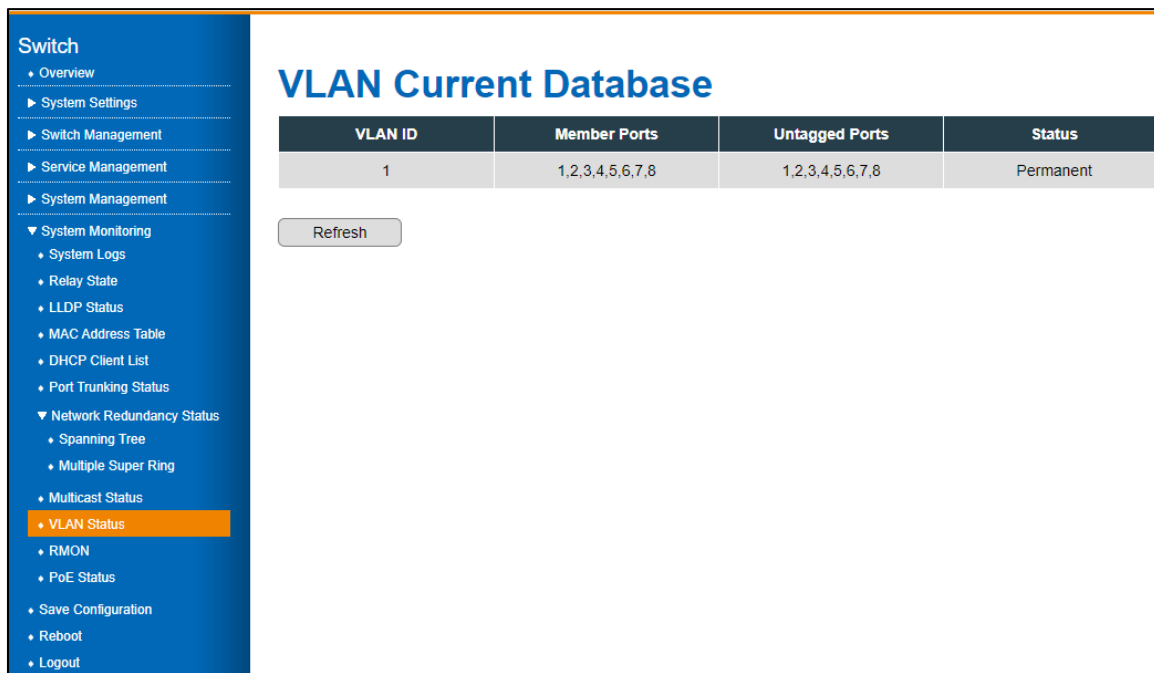 Switch
Overview
System Settings
Switch Management
Service Management
System Management
System Monitoring
System Logs
Relay State
LLDP Status
MAC Address Table
DHCP Client List
Port Trunking Status
Network Redundancy Status
Spanning Tree
Multiple Super Ring
Multicast Status
VLAN Status
RMON
PoE Status
Save Configuration
Reboot
Logout
VLAN Current Database
VLAN ID Member Ports Untagged Ports Status
1 1,2,3,4,5,6,7,8 1,2,3,4,5,6,7,8 Permanent
Refresh